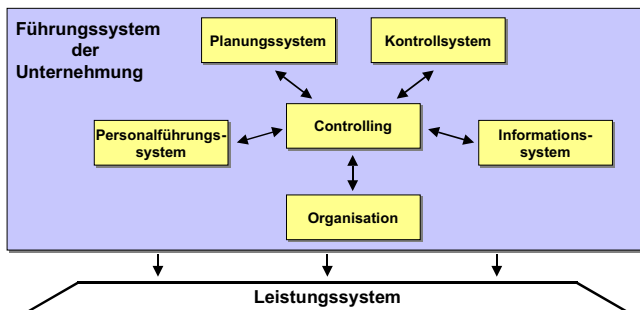 Führungssystem
der
Unternehmung
Planungssystem
Kontrollsystem
Personalführungs-
system
Controlling
Informations-
system
Organisation
Leistungssystem